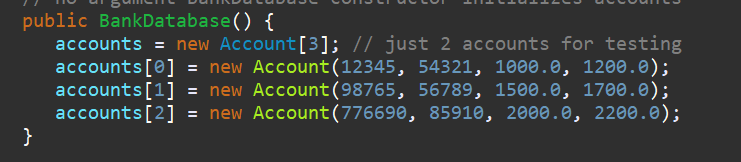 // no-argument BankDatabase constructor initializes accounts
public BankDatabase() {
accounts = new Account[3]; // just 2 accounts for testing
accounts[0] = new Account(12345, 54321, 1000.0, 1200.0);
accounts[1] = new Account(98765, 56789, 1500.0, 1700.0);
accounts[2] = new Account(776690, 85910, 2000.0, 2200.0);
}